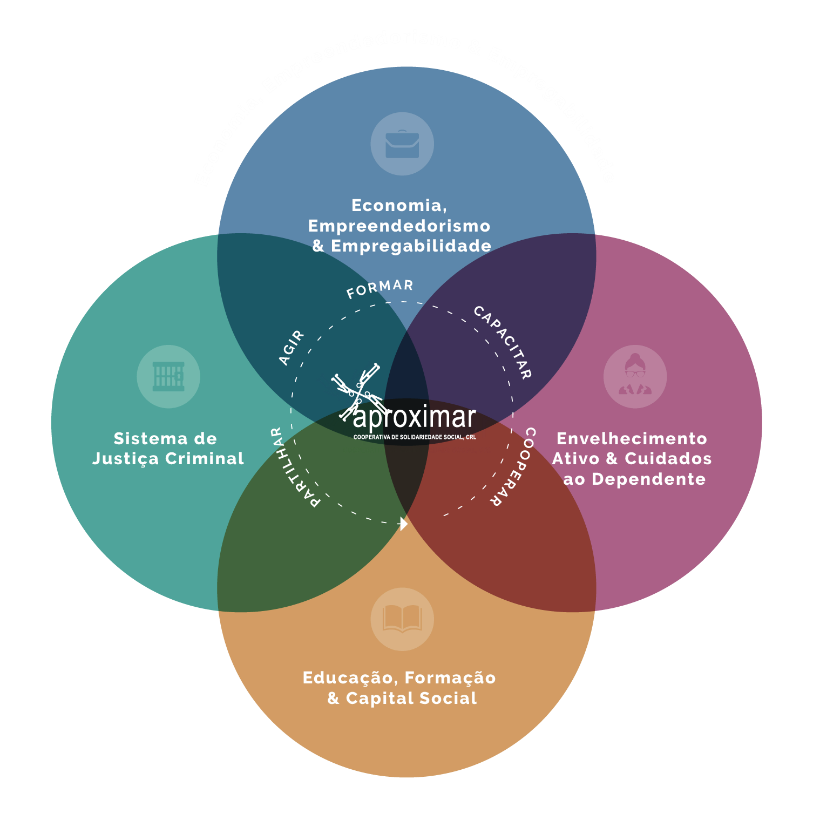 Economia,
Empreendedorismo
& Empregabilidade
FORMAR
CAPACITAR
AGIR
Sistema de
Justiça Criminal
aproximar
COOPERATIVA DE SOLIDARIEDADE SOCIAL, CRL
Envelhecimento
Ativo & Cuidados
ao Dependente
PARTILHAR
COOPERAR
Educação, Formação
& Capital Social